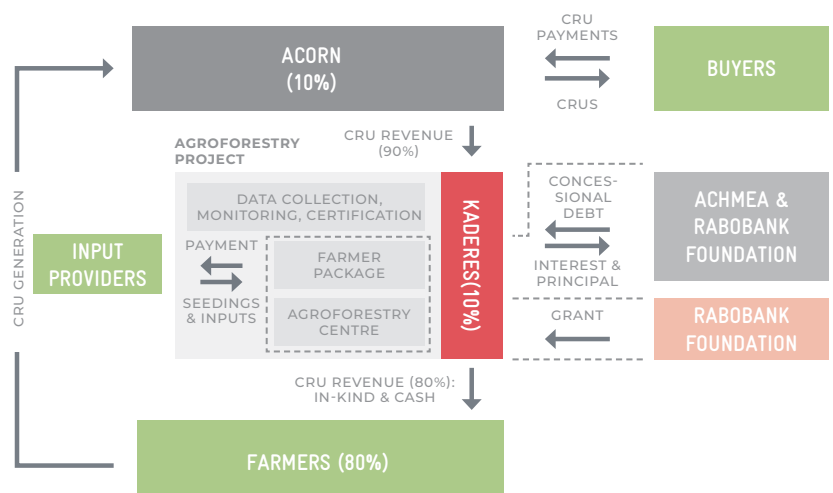 ACORN
(10%)
CRU
PAYMENTS
CRUS
BUYERS
AGROFORESTRY
PROJECT
CRU REVENUE
(90%)
DATA COLLECTION,
MONITORING, CERTIFICATION
KADERES(10%)
CONCES-
SIONAL
DEBT
INTEREST &
PRINCIPAL
ACHMEA &
RABOBANK
FOUNDATION
CRU GENERATION
INPUT
PROVIDERS
PAYMENT
SEEDINGS
& INPUTS
FARMER
PACKAGE
AGROFORESTRY
CENTRE
GRANT
RABOBANK
FOUNDATION
CRU REVENUE (80%):
IN-KIND & CASH
FARMERS (80%)